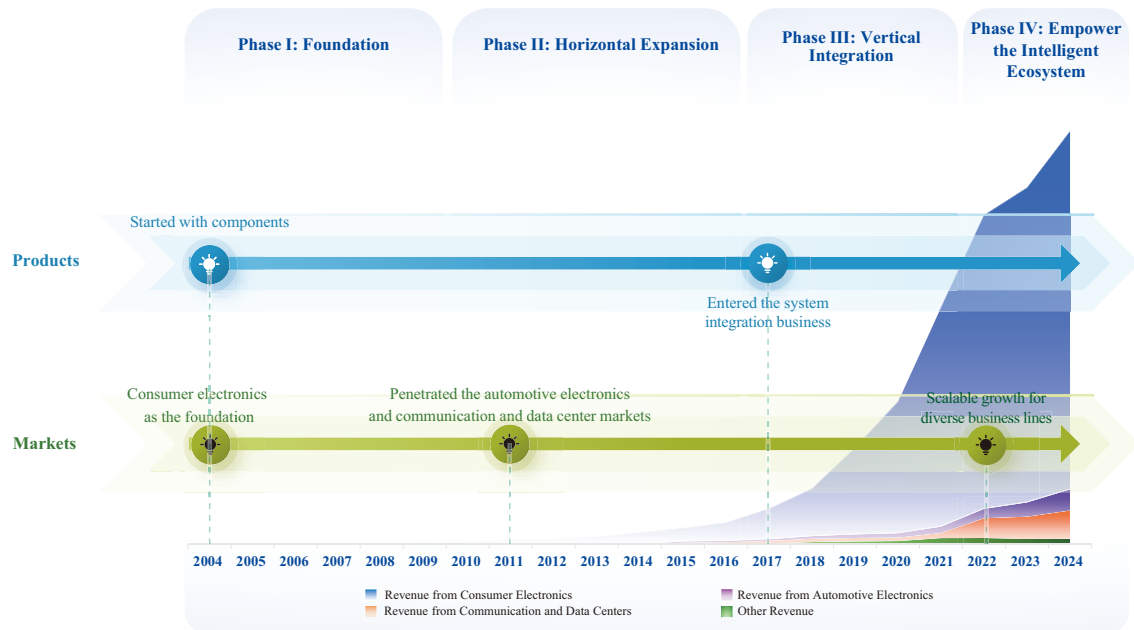 Phase I: Foundation
Phase II: Horizontal Expansion
Phase III: Vertical
Integration
Phase IV: Empower
the Intelligent
Ecosystem
Started with components
Products
Entered the system
integration business
Consumer electronics
as the foundation
Penetrated the automotive electronics
and communication and data center markets
Scalable growth for
diverse business lines
Markets
2004 2005 2006 2007 2008 2009 2010 2011 2012 2013 2014 2015 2016 2017 2018 2019 2020 2021 2022 2023 2024
Revenue from Consumer Electronics
Revenue from Automotive Electronics
Revenue from Communication and Data Centers
Other Revenue